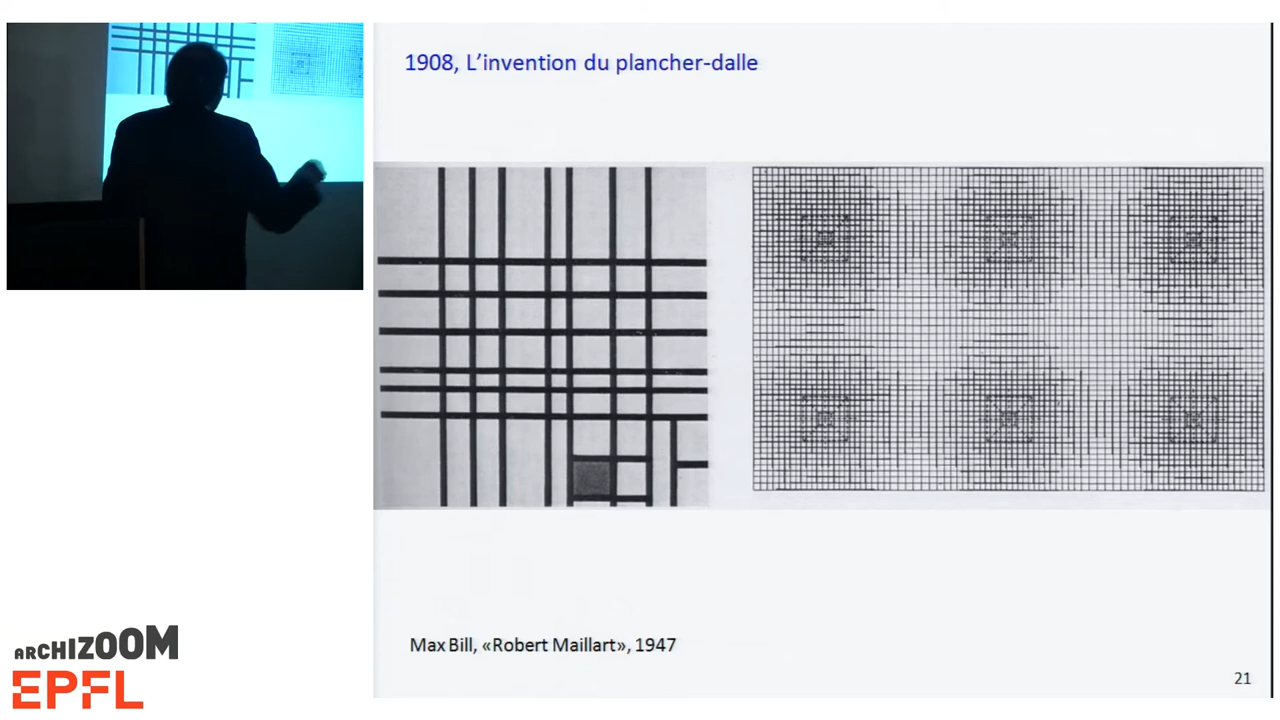 1908, L'invention du plancher-dalle
Max Bill, «Robert Maillart», 1947
21
ARCHIZOOM
EPFL